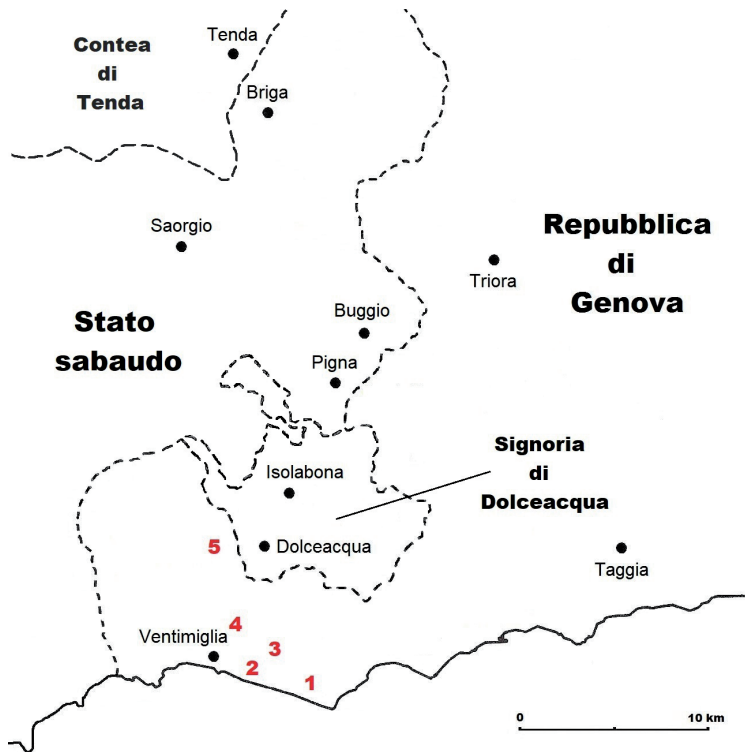 Tenda
Contea
di
Tenda
Briga
Saorgio
Repubblica
di
Genova
Triora
Stato
sabaudo
Buggio
Pigna
Signoria
di
Dolceacqua
Isolabona
5
Dolceacqua
Taggia
4
Ventimiglia
3
2
1
0
10 km